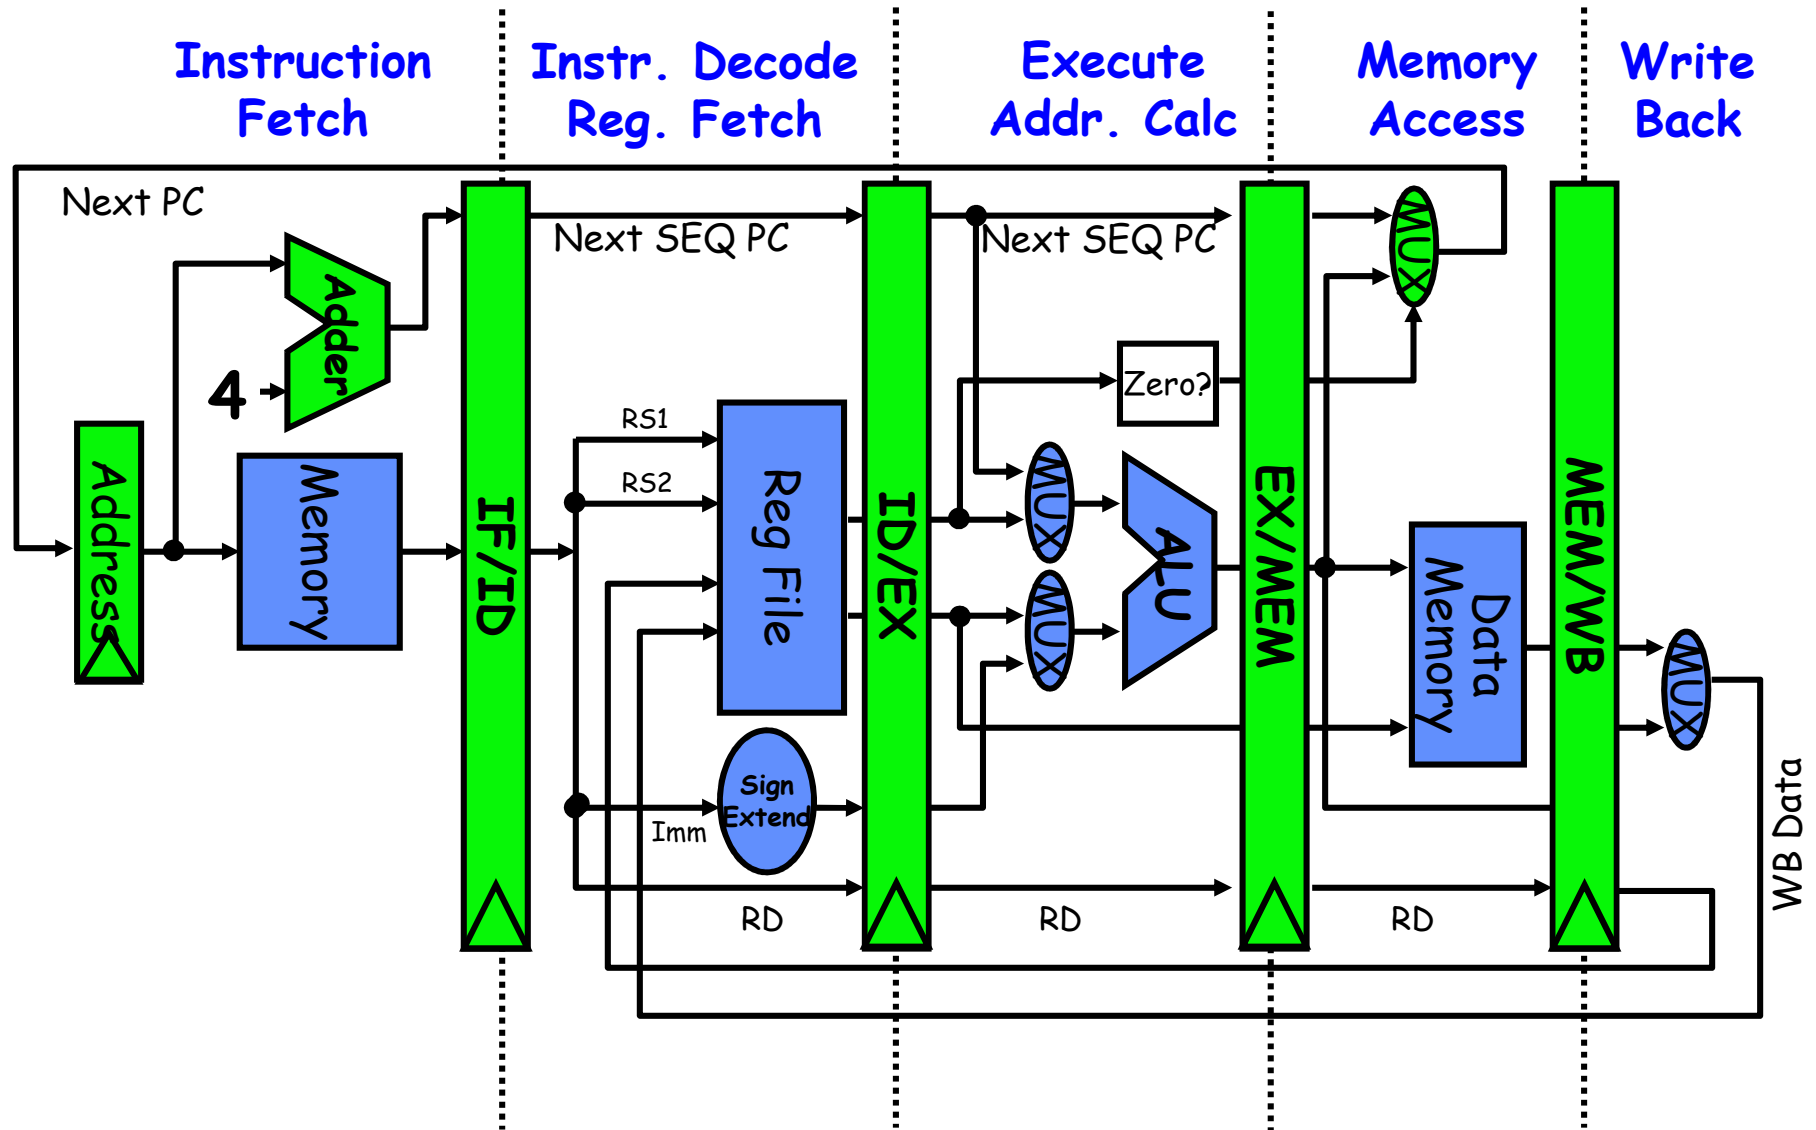 Instruction
Fetch
Instr. Decode
Reg. Fetch
Execute
Addr. Calc
Memory
Access
Write
Back
Next PC
Next SEQ PC
Next SEQ PC
MUX
Adder
4
Zero?
RS1
RS2
Address
Memory
IF/ID
Reg File
ID/EX
MUX
MUX
ALU
EX/MEM
Data
Memory
MEM/WB
MUX
Sign
Extend
Imm
WB Data
RD
RD
RD